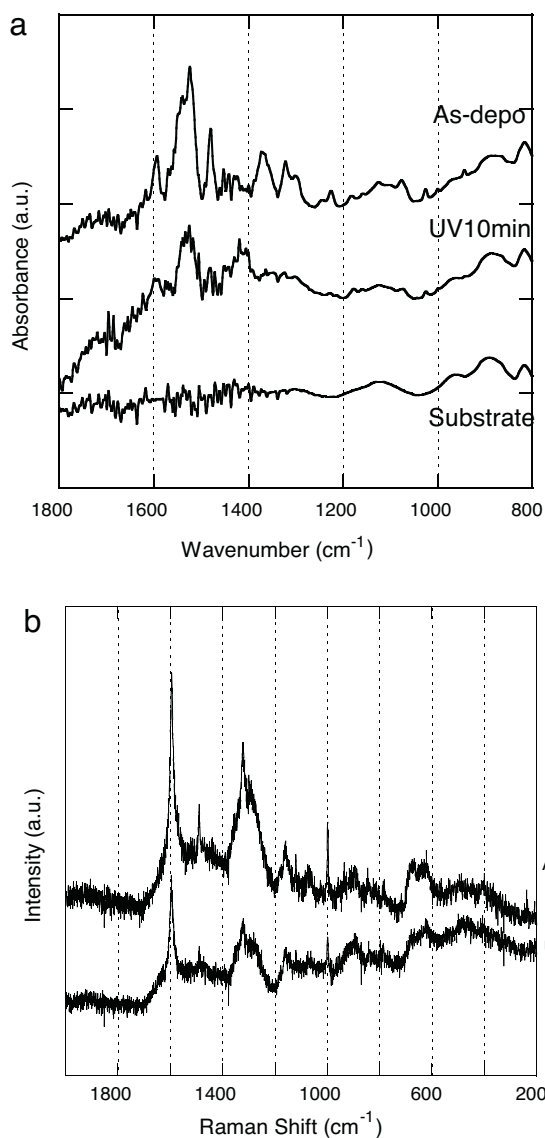 a
As-depo
UV10min
Substrate
Absorbance (a.u.)
1800 1600 1400 1200 1000 800
Wavenumber (cm-1)
b
Intensity (a.u.)
1800 1400 1000 600 200
Raman Shift (cm-1)